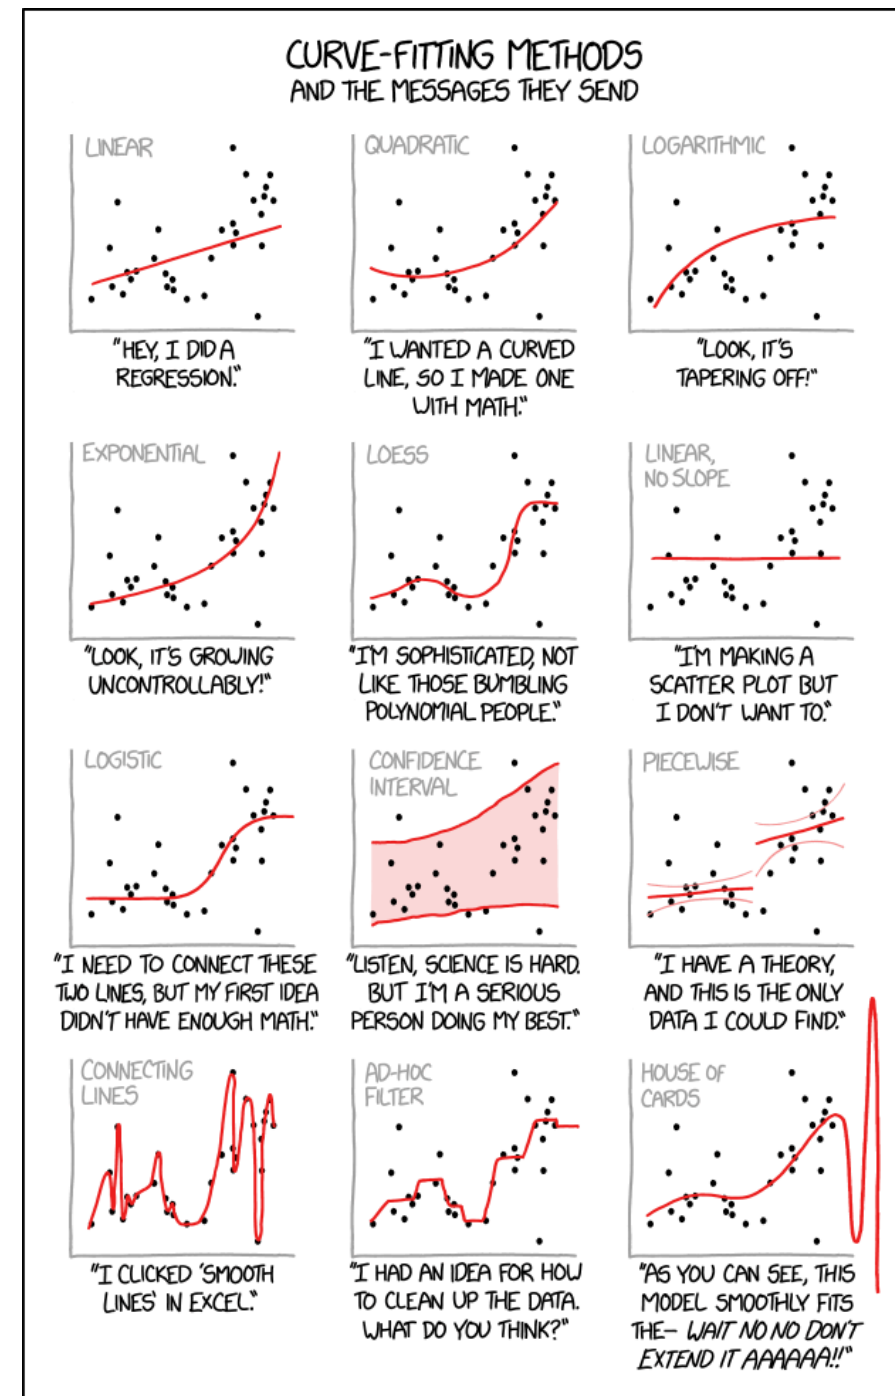 CURVE-FITTING METHODS
AND THE MESSAGES THEY SEND
LINEAR
"HEY, I DID A
REGRESSION."
QUADRATIC
"I WANTED A CURVED
LINE, SO I MADE ONE
WITH MATH."
LOGARITHMIC
"LOOK, IT'S
TAPERING OFF!"
EXPONENTIAL
"LOOK, IT'S GROWING
UNCONTROLLABLY!"
LOESS
"I'M SOPHISTICATED, NOT
LIKE THOSE BUMBLING
POLYNOMIAL PEOPLE."
LINEAR,
NO SLOPE
"I'M MAKING A
SCATTER PLOT BUT
I DON'T WANT TO."
LOGISTIC
"I NEED TO CONNECT THESE
TWO LINES, BUT MY FIRST IDEA
DIDN'T HAVE ENOUGH MATH."
CONFIDENCE
INTERVAL
"LISTEN, SCIENCE IS HARD.
BUT I'M A SERIOUS
PERSON DOING MY BEST."
PIECEWISE
"I HAVE A THEORY,
AND THIS IS THE ONLY
DATA I COULD FIND."
CONNECTING
LINES
"I CLICKED 'SMOOTH
LINES' IN EXCEL."
AD-HOC
FILTER
"I HAD AN IDEA FOR HOW
TO CLEAN UP THE DATA.
WHAT DO YOU THINK?"
HOUSE OF
CARDS
"AS YOU CAN SEE, THIS
MODEL SMOOTHLY FITS
THE- WAIT NO NO DON'T
EXTEND IT AAAAAA!!"